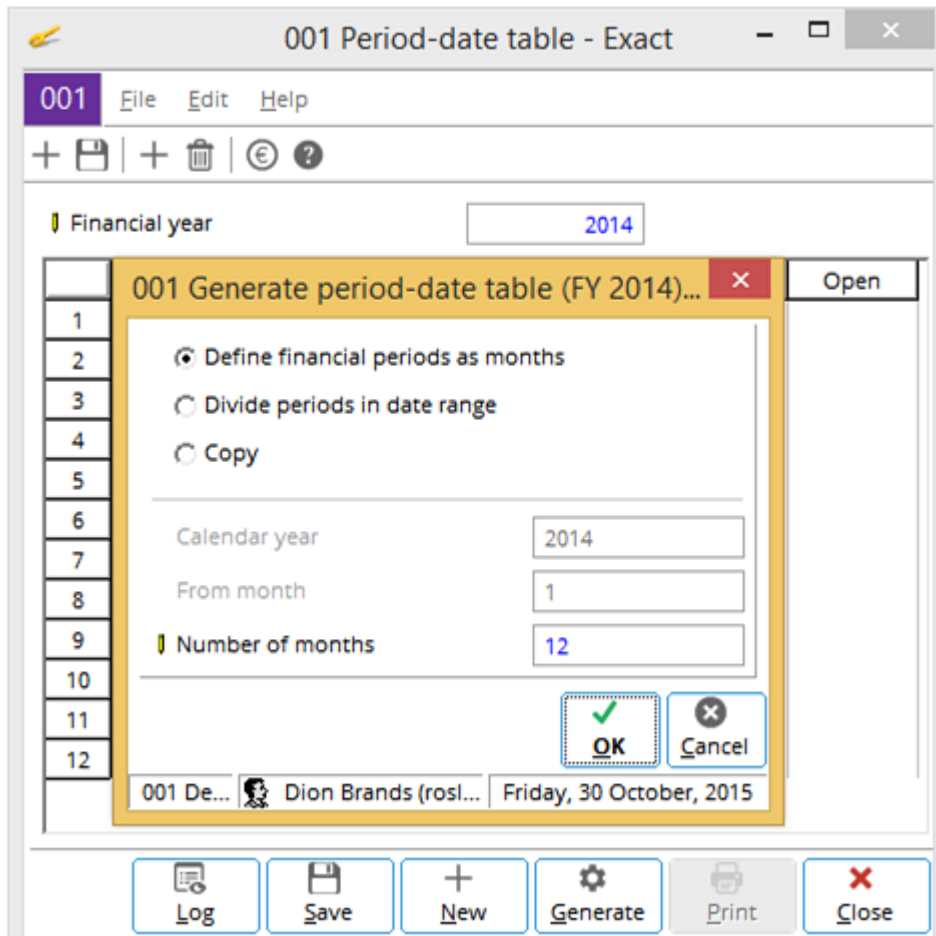 001 Period-date table - Exact
001 File Edit Help
Financial year 2014
001 Generate period-date table (FY 2014)... Open
1
2 Define financial periods as months
3 Divide periods in date range
4 Copy
5
6 Calendar year 2014
7
8 From month 1
9 Number of months 12
10
11
12 OK Cancel
001 De... Dion Brands (rosl... Friday, 30 October, 2015
Log Save New Generate Print Close